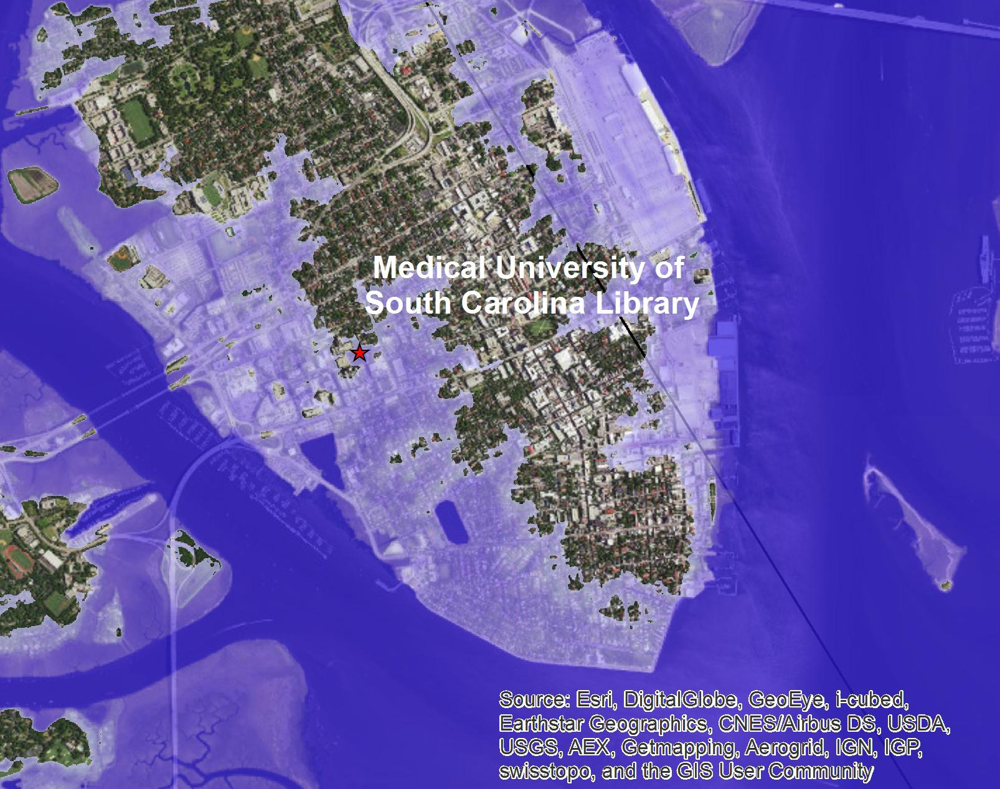 Medical University of
South Carolina Library
Source: Esri, DigitalGlobe, GeoEye, i-cubed,
Earthstar Geographics, CNES/Airbus DS, USDA,
USGS, AEX, Getmapping, Aerogrid, IGN, IGP,
swisstopo, and the GIS User Community